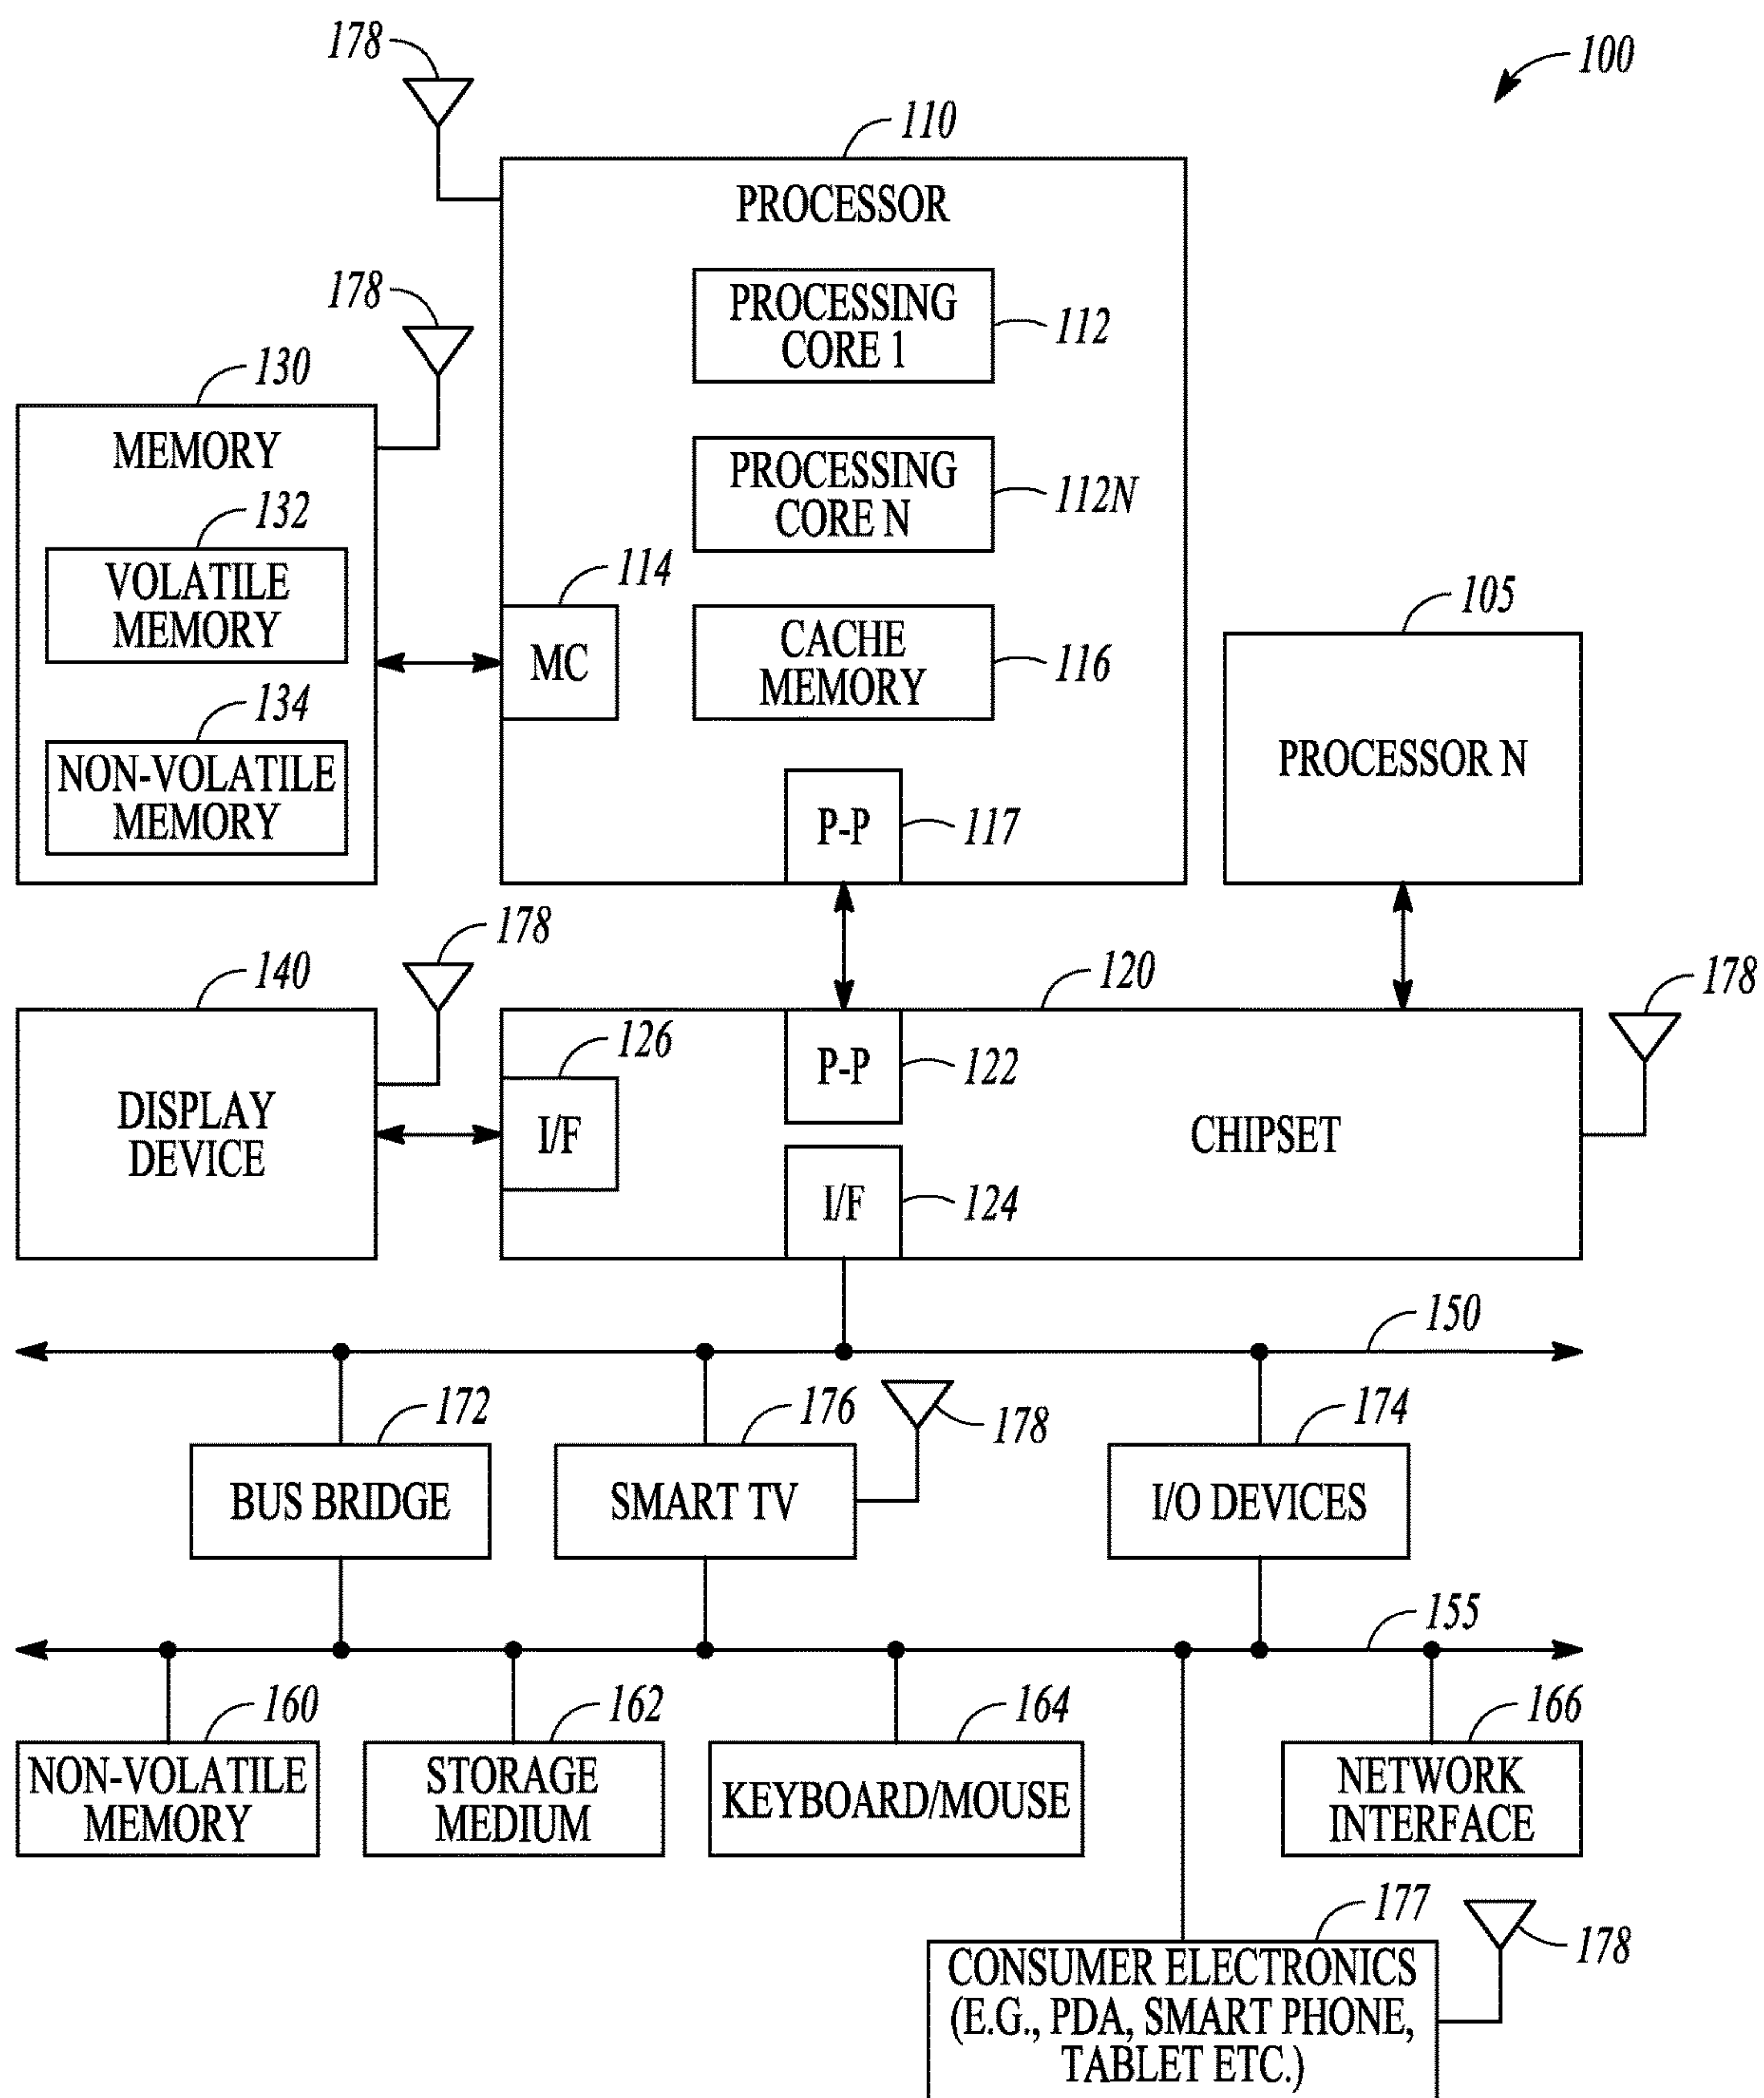 178
100
110
PROCESSOR
PROCESSING
CORE 1
112
178
130
MEMORY
PROCESSING
CORE N
112N
132
VOLATILE
MEMORY
114
MC
CACHE
MEMORY
116
105
PROCESSOR N
134
NON-VOLATILE
MEMORY
P-P
117
178
140
DISPLAY
DEVICE
120
178
126
I/F
P-P
122
CHIPSET
I/F
124
150
172
BUS BRIDGE
176
SMART TV
178
174
I/O DEVICES
155
160
NON-VOLATILE
MEMORY
162
STORAGE
MEDIUM
164
KEYBOARD/MOUSE
166
NETWORK
INTERFACE
177
CONSUMER ELECTRONICS
(E.G., PDA, SMART PHONE,
TABLET ETC.)
178